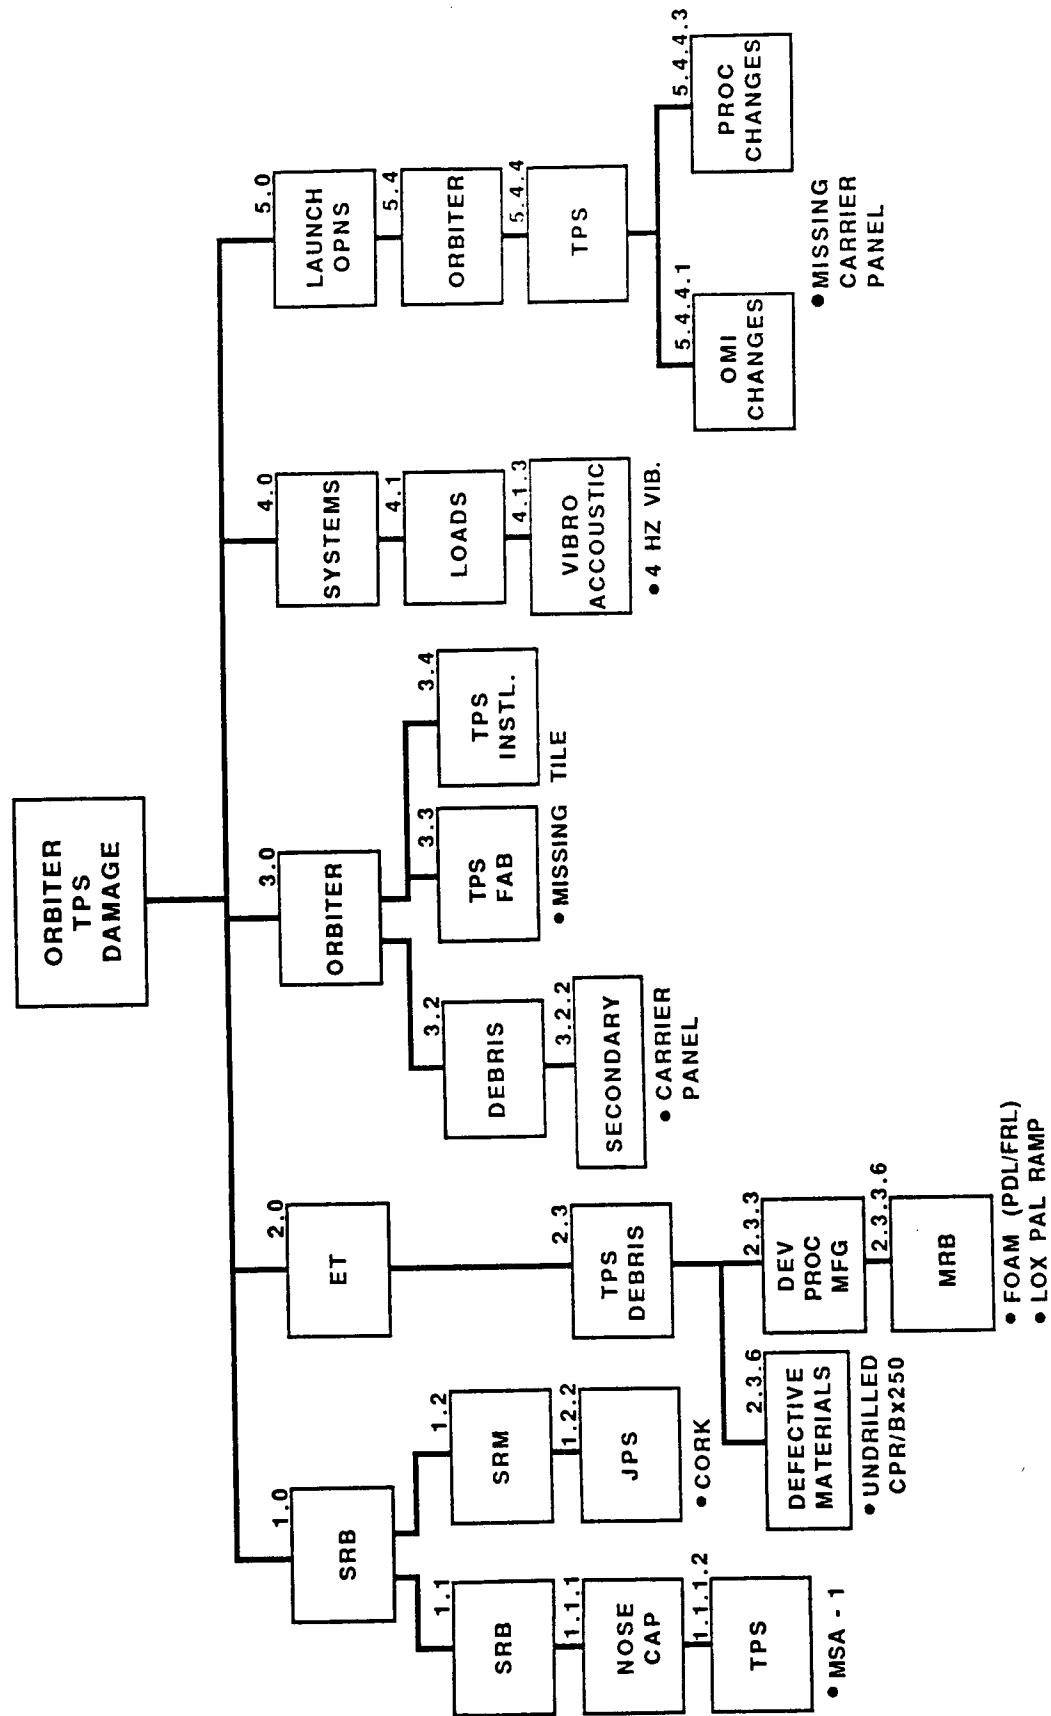 ORBITER
TPS
DAMAGE
1.0
SRB
1.1
SRB
1.1.1
NOSE
CAP
1.1.1.2
TPS
● MSA - 1
1.2
SRM
1.2.2
JPS
● CORK
2.0
ET
2.3
TPS
DEBRIS
2.3.6
DEFECTIVE
MATERIALS
● UNDRILLED
CPR/Bx250
2.3.3
DEV
PROC
MFG
2.3.3.6
MRB
● FOAM (PDL/FRL)
● LOX PAL RAMP
3.0
ORBITER
3.2
DEBRIS
3.2.2
SECONDARY
● CARRIER
PANEL
3.3
TPS
FAB
3.4
TPS
INSTL.
● MISSING TILE
4.0
SYSTEMS
4.1
LOADS
4.1.3
VIBRO
ACCOUSTIC
● 4 HZ VIB.
5.0
LAUNCH
OPNS
5.4
ORBITER
5.4.4
TPS
5.4.4.1
OMI
CHANGES
5.4.4.3
PROC
CHANGES
● MISSING
CARRIER
PANEL